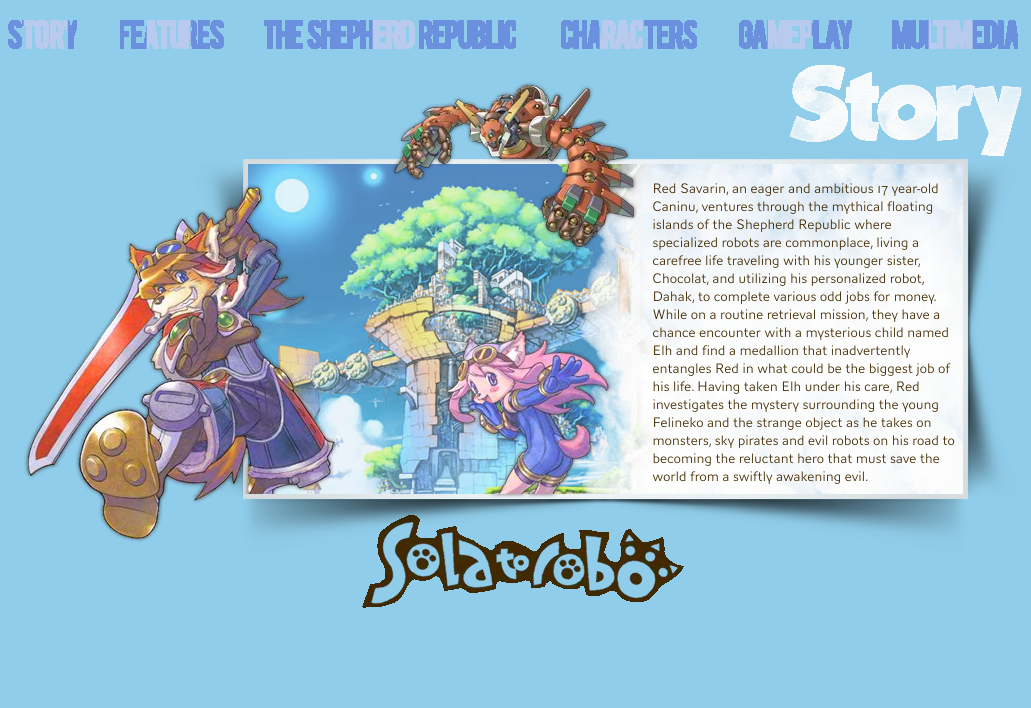 STORY FEATURES THE SHEPHERD REPUBLIC CHARACTERS GAMEPLAY MULTIMEDIA
Story
Red Savarin, an eager and ambitious 17 year-old
Caninu, ventures through the mythical floating
islands of the Shepherd Republic where
specialized robots are commonplace, living a
carefree life traveling with his younger sister,
Chocolat, and utilizing his personalized robot,
Dahak, to complete various odd jobs for money.
While on a routine retrieval mission, they have a
chance encounter with a mysterious child named
Elh and find a medallion that inadvertently
entangles Red in what could be the biggest job of
his life. Having taken Elh under his care, Red
investigates the mystery surrounding the young
Felineko and the strange object as he takes on
monsters, sky pirates and evil robots on his road to
becoming the reluctant hero that must save the
world from a swiftly awakening evil.
Solatorobo